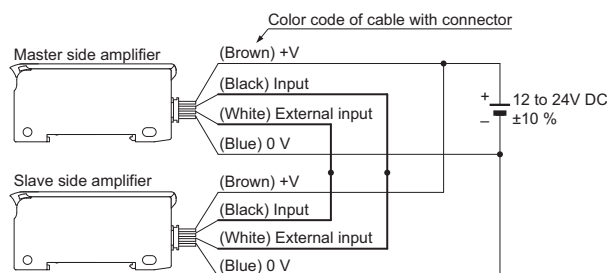 Color code of cable with connector
Master side amplifier
(Brown) +V
(Black) Input
(White) External input
(Blue) 0 V
+
–
12 to 24V DC
±10 %
Slave side amplifier
(Brown) +V
(Black) Input
(White) External input
(Blue) 0 V